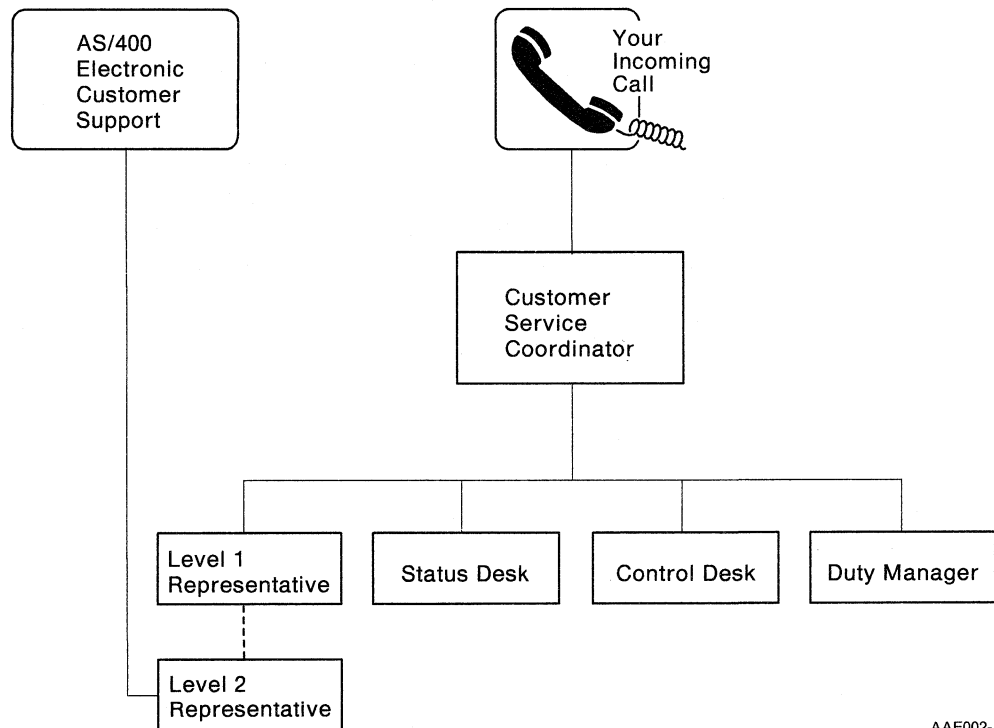 AS/400
Electronic
Customer
Support
Your
Incoming
Call
Customer
Service
Coordinator
Level 1
Representative
Status Desk
Control Desk
Duty Manager
Level 2
Representative
AAE002-